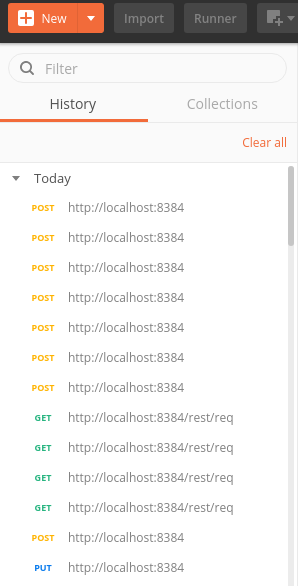 New Import Runner
Filter
History Collections
Clear all
Today
POST http://localhost:8384
POST http://localhost:8384
POST http://localhost:8384
POST http://localhost:8384
POST http://localhost:8384
POST http://localhost:8384
POST http://localhost:8384
GET http://localhost:8384/rest/req
GET http://localhost:8384/rest/req
GET http://localhost:8384/rest/req
GET http://localhost:8384/rest/req
POST http://localhost:8384
PUT http://localhost:8384